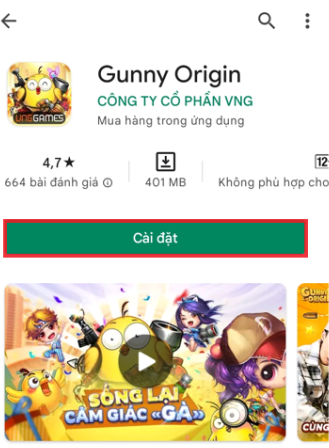 Gunny Origin
CÔNG TY CỔ PHẦN VNG
VNGGAMES
Mua hàng trong ứng dụng
4,7★
12+
664 bài đánh giá
401 MB
Không phù hợp cho
Cài đặt
SỐNG LẠI
CẢM GIÁC «GÀ»
GUNNY
ORIGIN
CÙNG